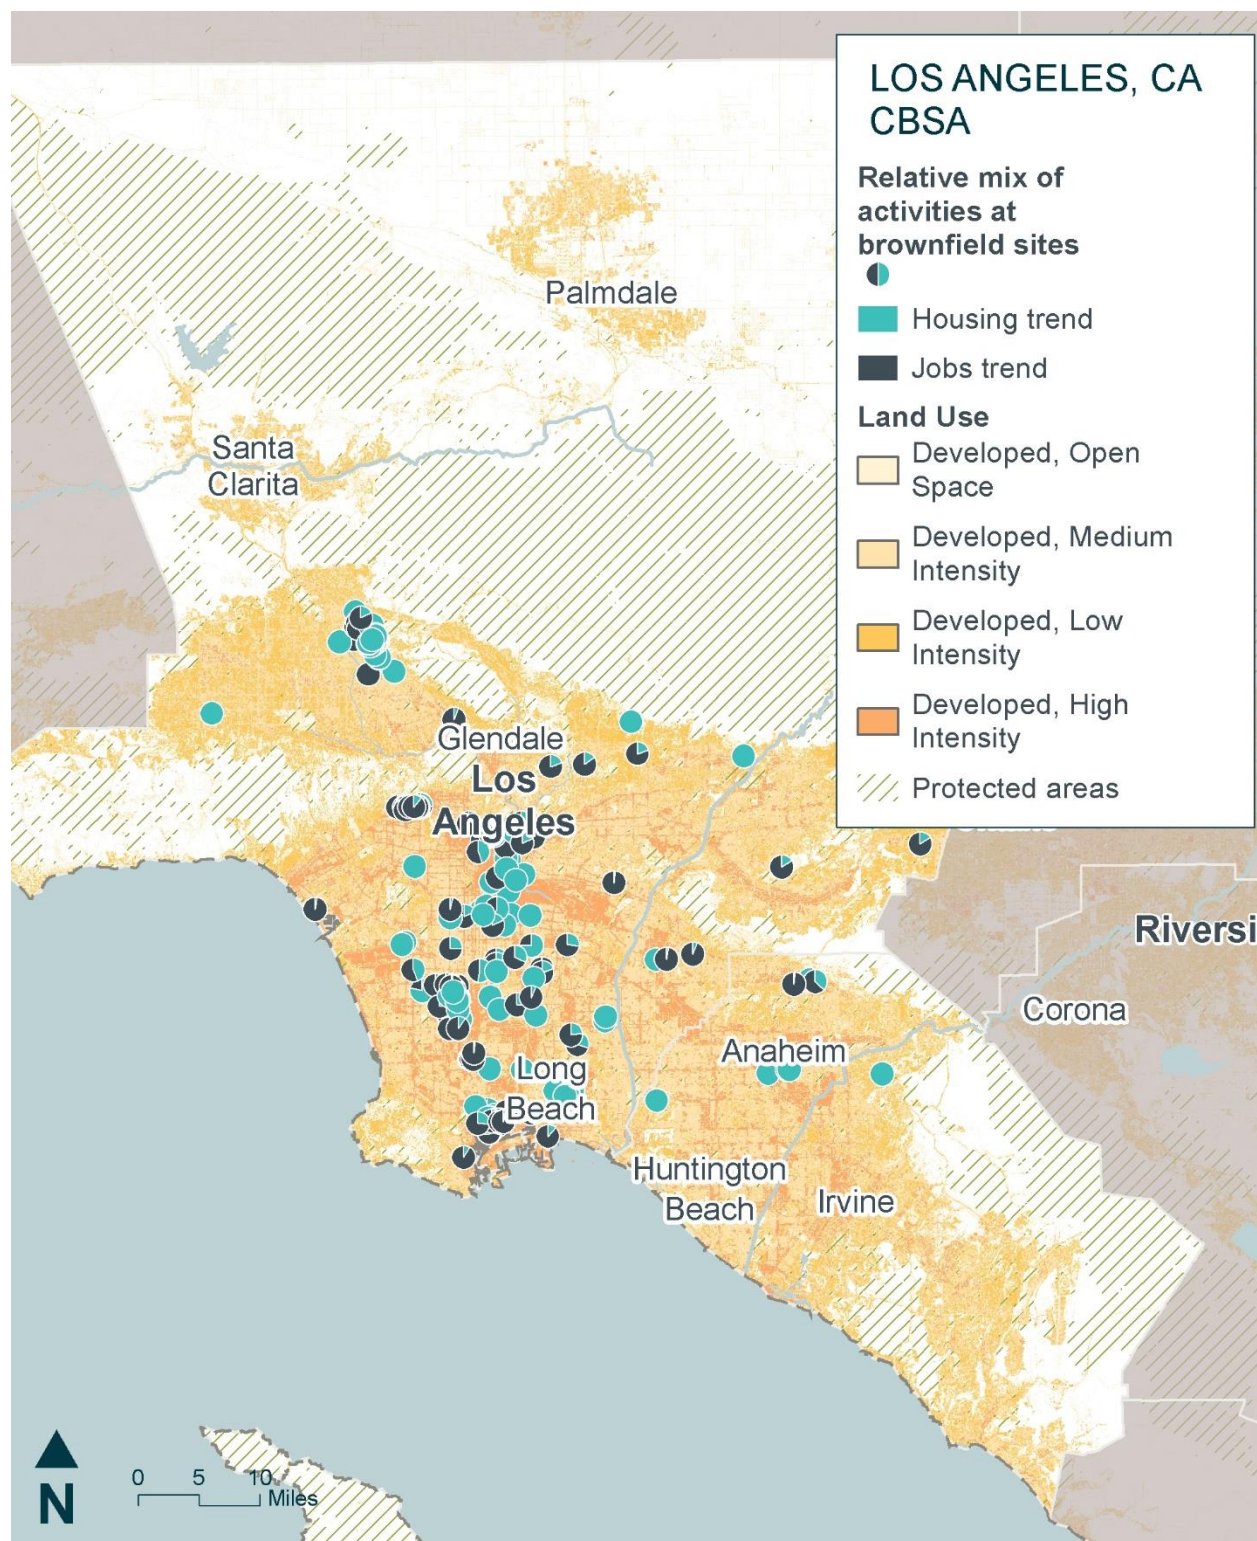 LOS ANGELES, CA
CBSA
Relative mix of
activities at
brownfield sites
Housing trend
Jobs trend
Land Use
Developed, Open
Space
Developed, Medium
Intensity
Developed, Low
Intensity
Developed, High
Intensity
Protected areas
Palmdale
Santa
Clarita
Glendale
Los
Angeles
Riversi
Corona
Anaheim
Long
Beach
Huntington
Beach
Irvine
N
0 5 10
Miles